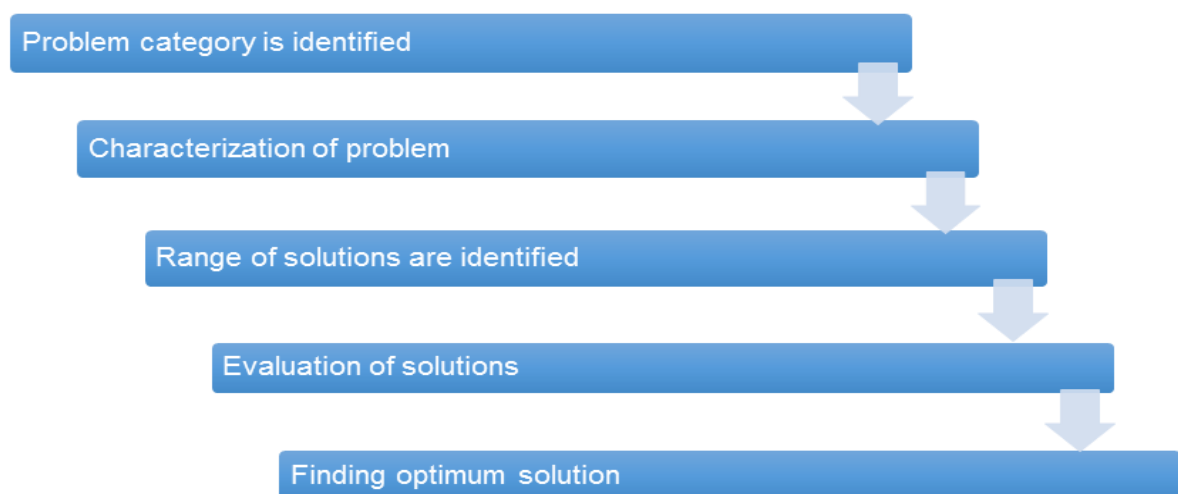 Problem category is identified
Characterization of problem
Range of solutions are identified
Evaluation of solutions
Finding optimum solution